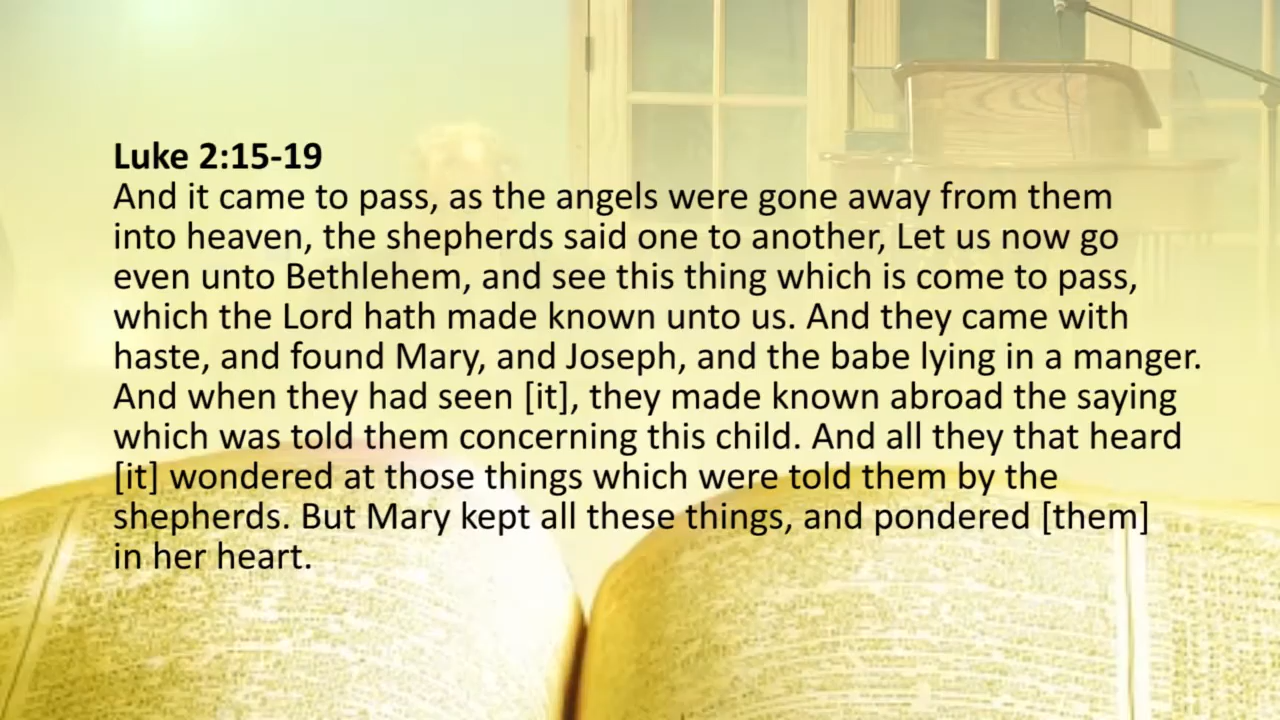 Luke 2:15-19
And it came to pass, as the angels were gone away from them
into heaven, the shepherds said one to another, Let us now go
even unto Bethlehem, and see this thing which is come to pass,
which the Lord hath made known unto us. And they came with
haste, and found Mary, and Joseph, and the babe lying in a manger.
And when they had seen [it], they made known abroad the saying
which was told them concerning this child. And all they that heard
[it] wondered at those things which were told them by the
shepherds. But Mary kept all these things, and pondered [them]
in her heart.